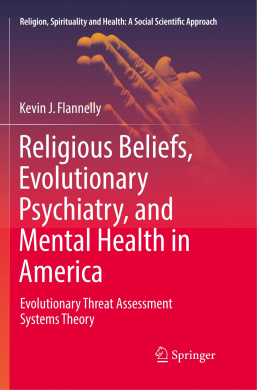 Religion, Spirituality and Health: A Social Scientific Approach
Kevin J. Flannelly
Religious Beliefs,
Evolutionary
Psychiatry, and
Mental Health in
America
Evolutionary Threat Assessment
Systems Theory
Springer